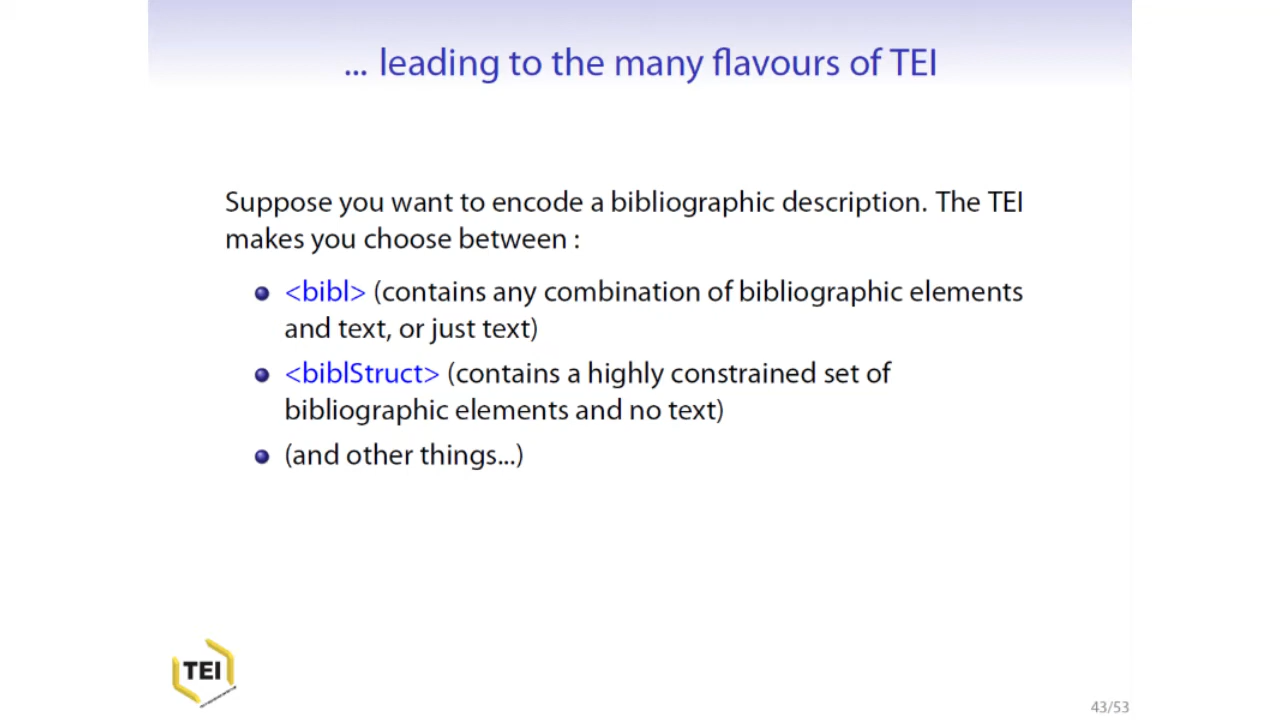 ... leading to the many flavours of TEI
Suppose you want to encode a bibliographic description. The TEI
makes you choose between :
<bibl> (contains any combination of bibliographic elements
and text, or just text)
<biblStruct> (contains a highly constrained set of
bibliographic elements and no text)
(and other things...)
TEI
43/53